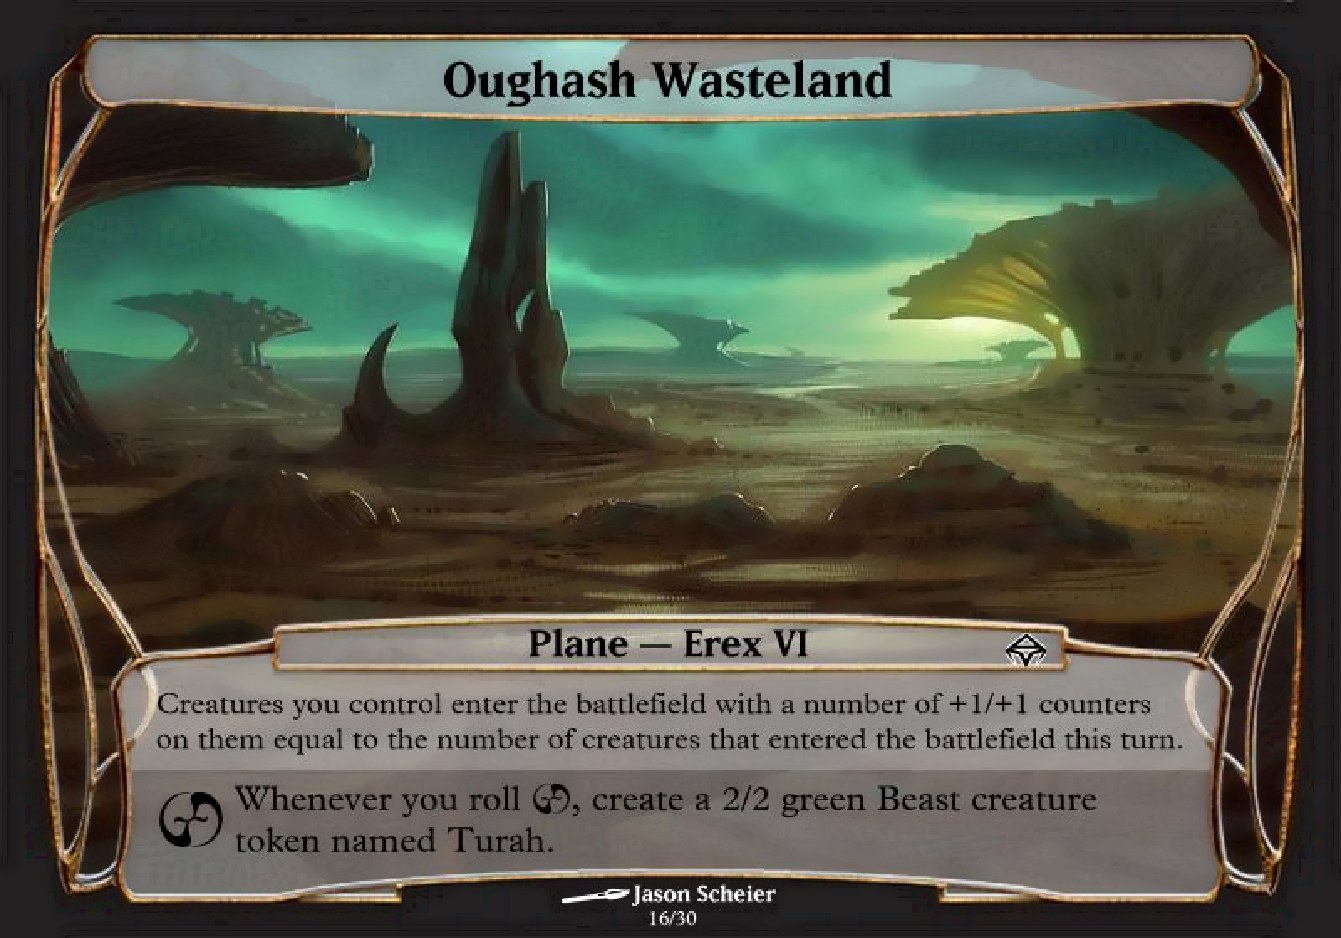 Oughash Wasteland
Plane — Erex VI
Creatures you control enter the battlefield with a number of +1/+1 counters
on them equal to the number of creatures that entered the battlefield this turn.
Whenever you roll , create a 2/2 green Beast creature
token named Turah.
Jason Scheier
16/30